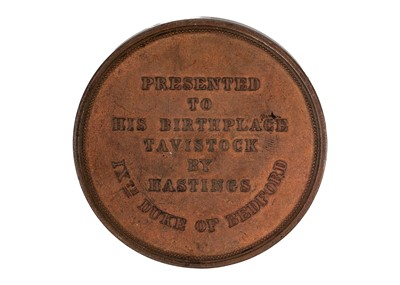 PRESENTED
TO
HIS BIRTHPLACE
TAVISTOCK
BY
HASTINGS
IXTH DUKE OF BEDFORD